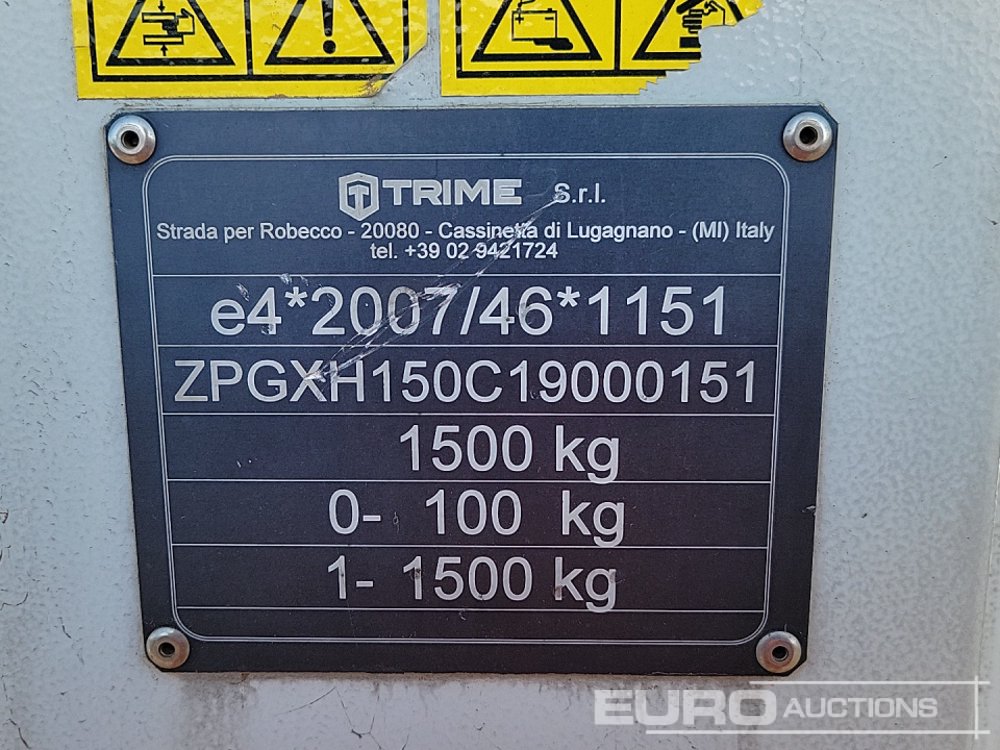 TRIME S.r.l.
Strada per Robecco - 20080 - Cassinetta di Lugagnano - (MI) Italy
tel. +39 02 9421724
e4*2007/46*1151
ZPGXH150C19000151
1500 kg
0- 100 kg
1- 1500 kg
EURO AUCTIONS